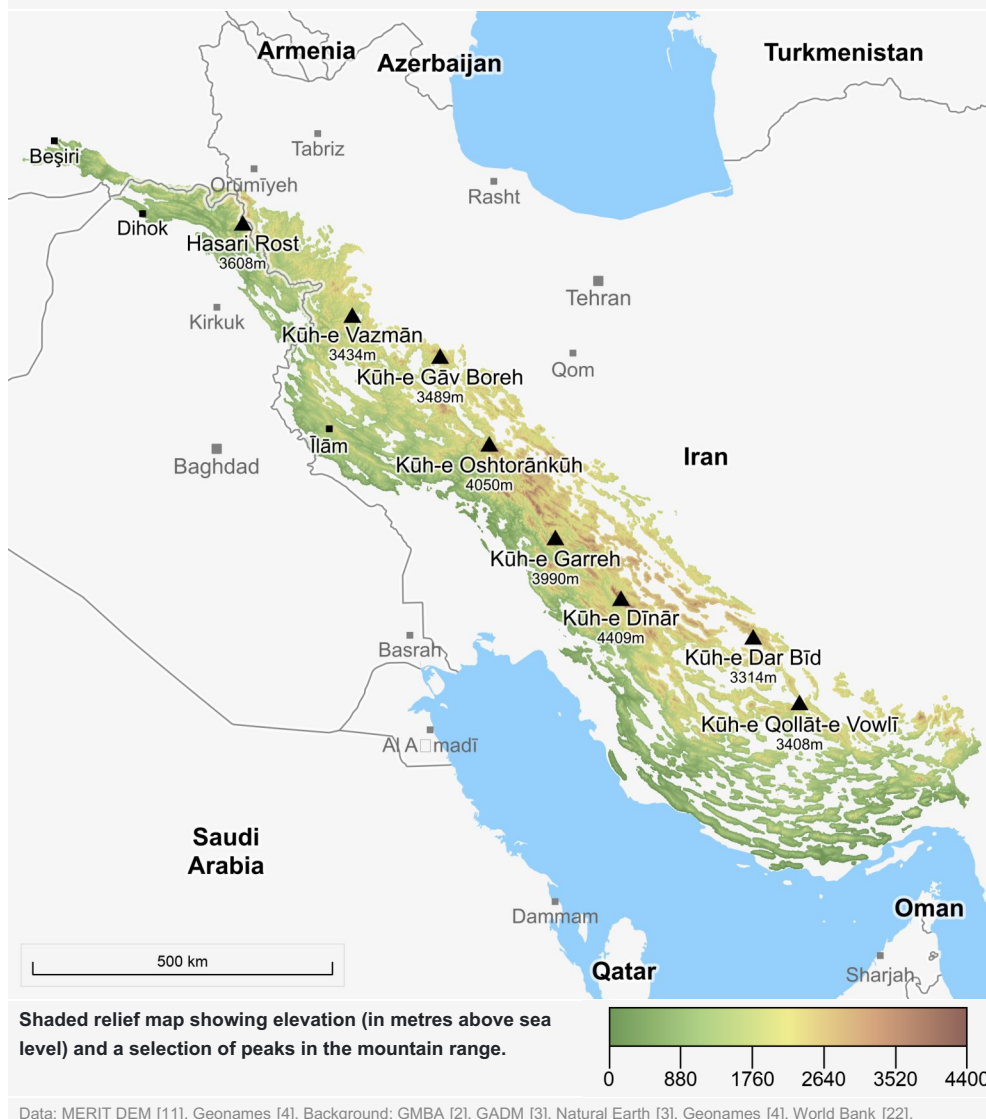 Armenia
Azerbaijan
Turkmenistan
Beşiri
Tabriz
Orūmīyeh
Rasht
Dihok
Hasari Rost
3608m
Tehran
Kirkuk
Kūh-e Vazmān
3434m
Kūh-e Gāv Boreh
3489m
Qom
Īlām
Baghdad
Iran
Kūh-e Oshtorānkūh
4050m
Kūh-e Garreh
3990m
Kūh-e Dīnār
4409m
Basrah
Kūh-e Dar Bīd
3314m
Kūh-e Qollāt-e Vowlī
3408m
Al A□madī
Saudi
Arabia
Dammam
Oman
500 km
Qatar
Sharjah
Shaded relief map showing elevation (in metres above sea
level) and a selection of peaks in the mountain range.
0 880 1760 2640 3520 4400
Data: MERIT DEM [11], Geonames [4]. Background: GMBA [2], GADM [3], Natural Earth [3], Geonames [4], World Bank [22].